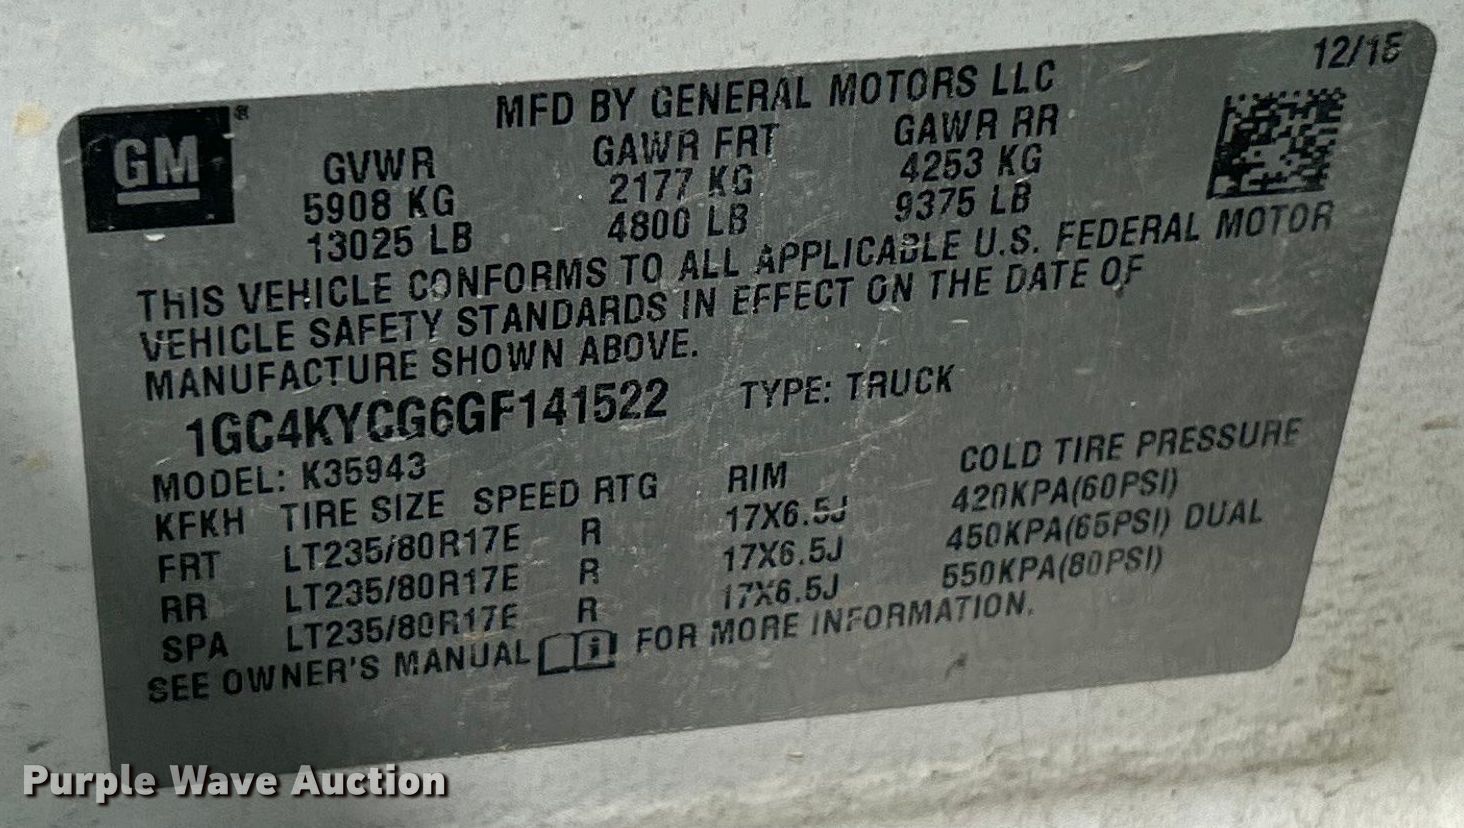 12/15
MFD BY GENERAL MOTORS LLC
GM®
GVWR GAWR FRT GAWR RR
5908 KG 2177 KG 4253 KG
13025 LB 4800 LB 9375 LB
THIS VEHICLE CONFORMS TO ALL APPLICABLE U.S. FEDERAL MOTOR
VEHICLE SAFETY STANDARDS IN EFFECT ON THE DATE OF
MANUFACTURE SHOWN ABOVE.
1GC4KYCG6GF141522 TYPE: TRUCK
MODEL: K35943
KFKH TIRE SIZE SPEED RTG RIM COLD TIRE PRESSURE
FRT LT235/80R17E R 17X6.5J 420KPA(60PSI)
RR LT235/80R17E R 17X6.5J 450KPA(65PSI) DUAL
SPA LT235/80R17E R 17X6.5J 550KPA(80PSI)
SEE OWNER'S MANUAL FOR MORE INFORMATION.
Purple Wave Auction